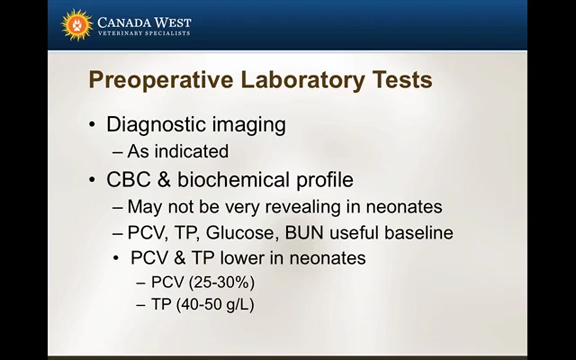 CANADA WEST
VETERINARY SPECIALISTS
Preoperative Laboratory Tests
• Diagnostic imaging
– As indicated
• CBC & biochemical profile
– May not be very revealing in neonates
– PCV, TP, Glucose, BUN useful baseline
• PCV & TP lower in neonates
– PCV (25-30%)
– TP (40-50 g/L)